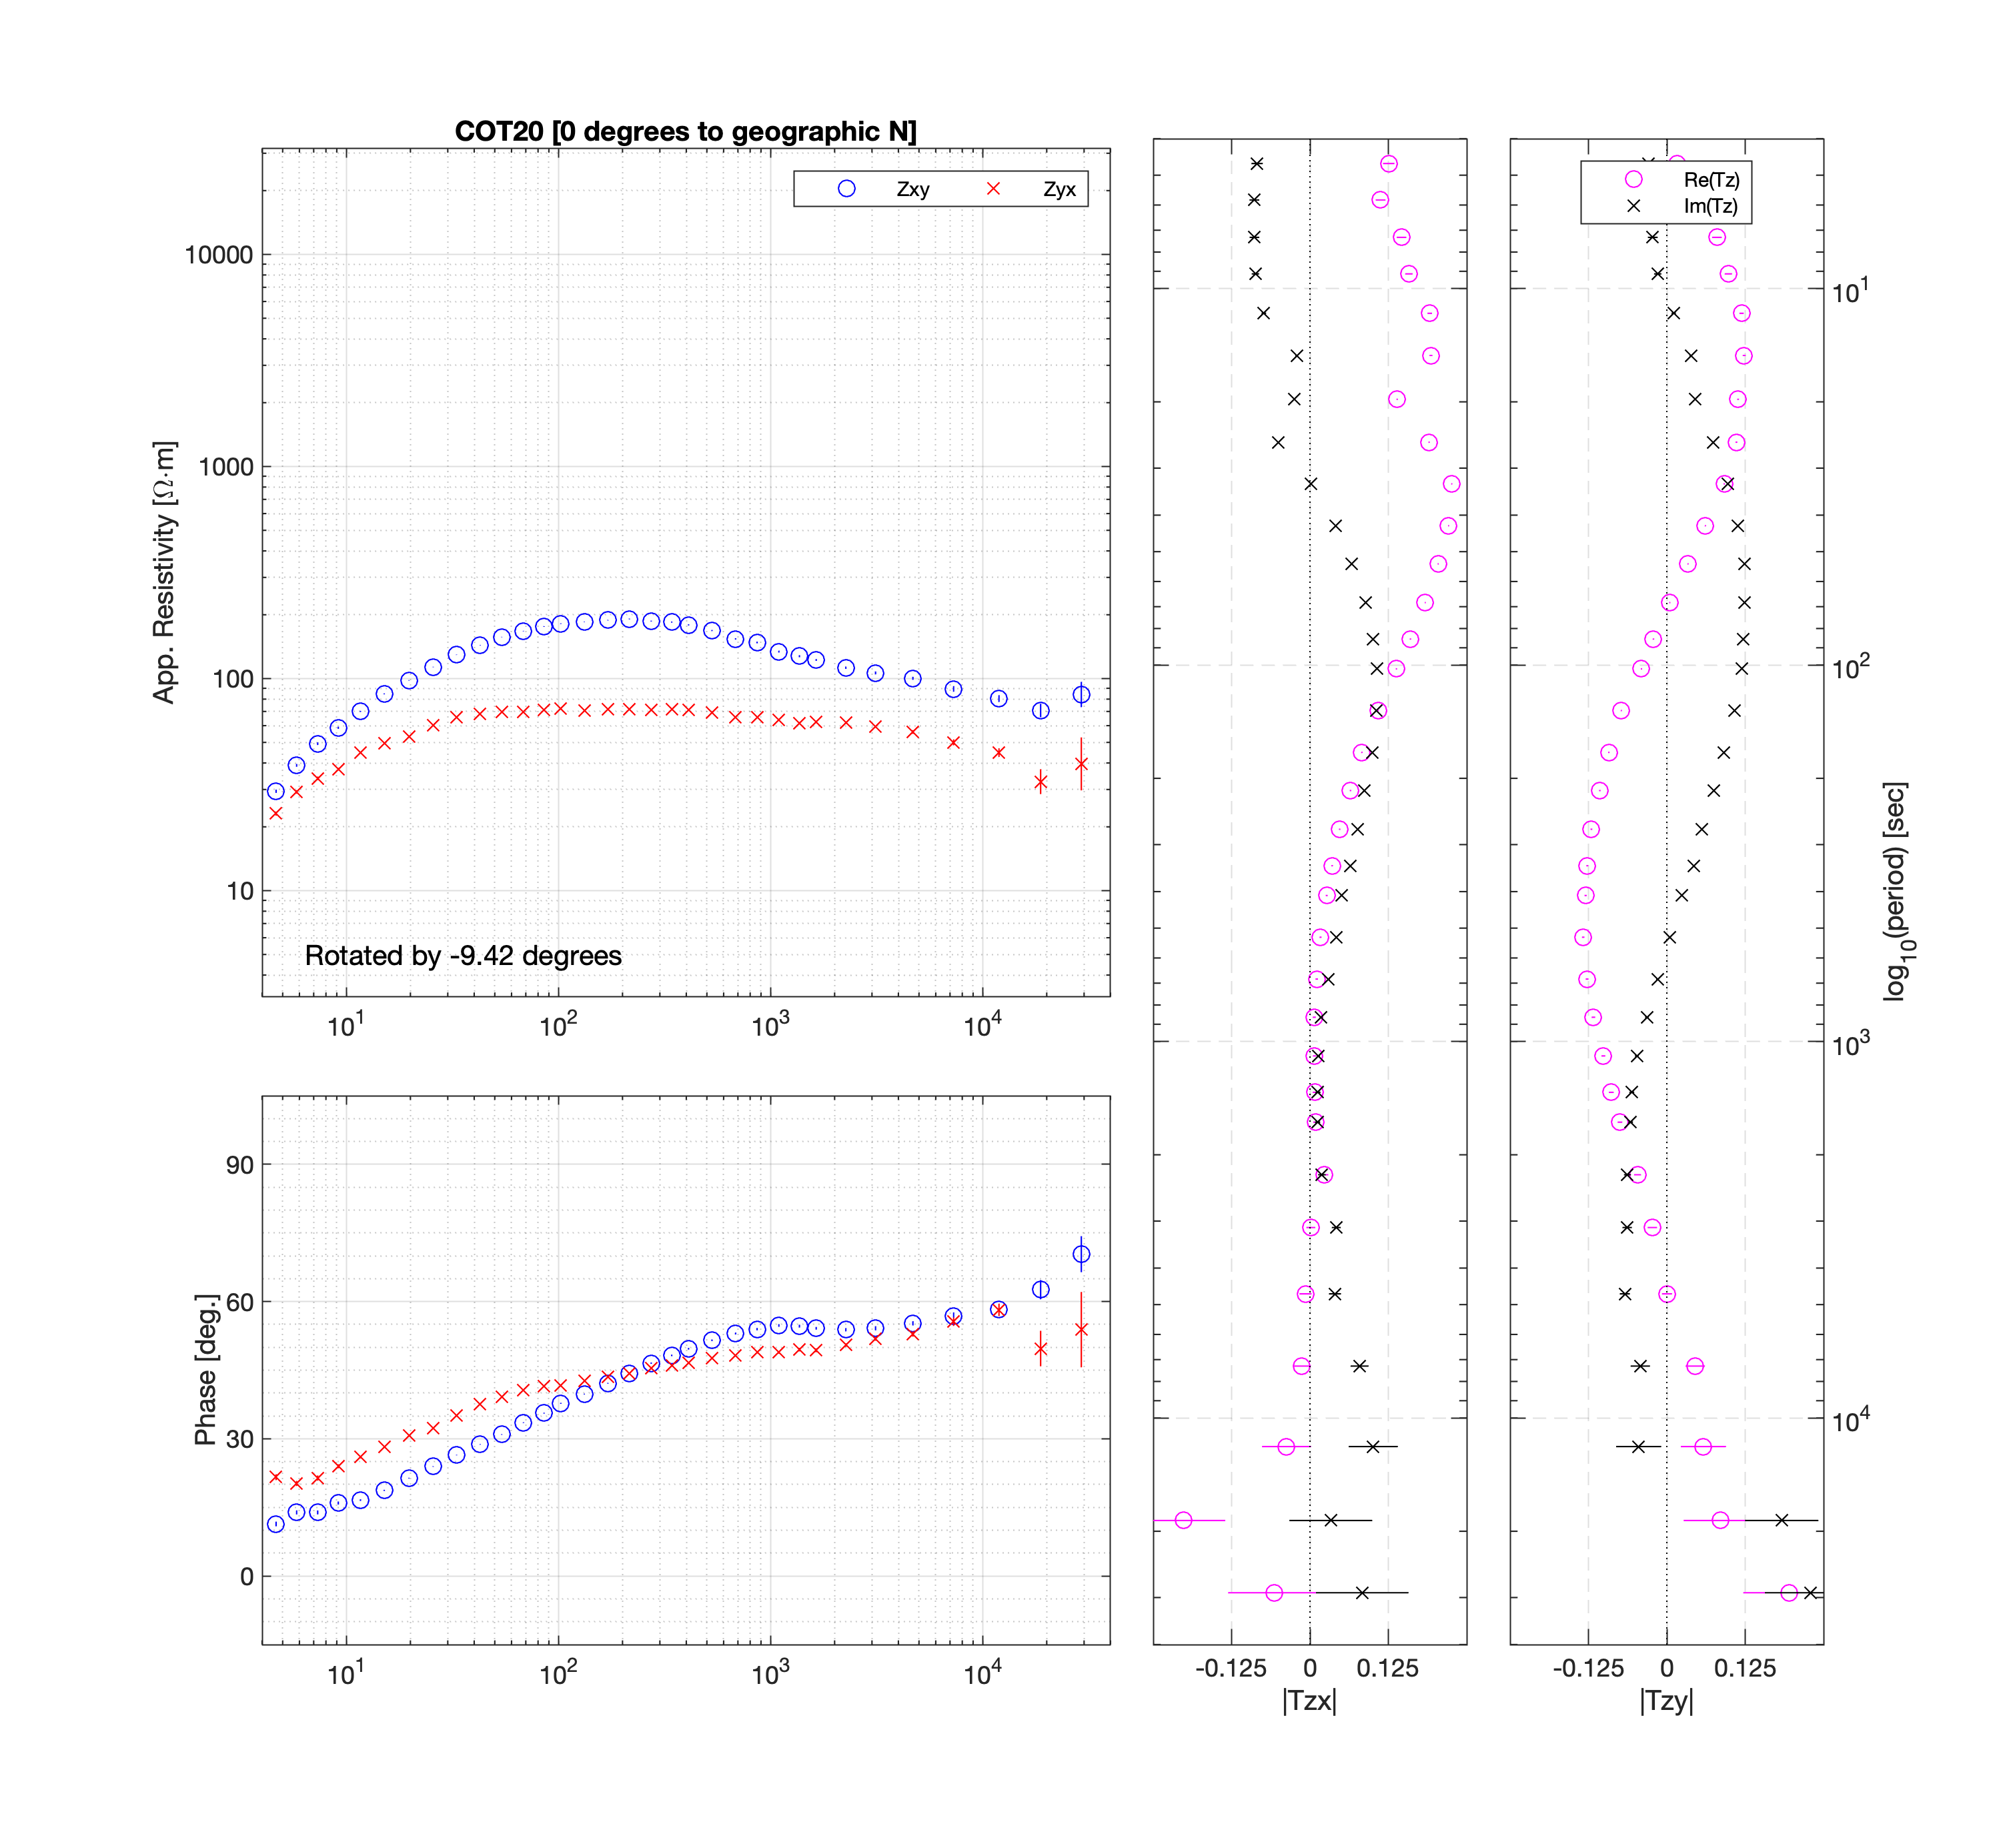 COT20 [0 degrees to geographic N]
Zxy Zyx
App. Resistivity [Ω·m]
10000
1000
100
10
Rotated by -9.42 degrees
10¹ 10² 10³ 10⁴
Phase [deg.]
90
60
30
0
10¹ 10² 10³ 10⁴
-0.125 0 0.125
|Tzx|
Re(Tz)
Im(Tz)
-0.125 0 0.125
|Tzy|
10¹
10²
10³
10⁴
log₁₀(period) [sec]